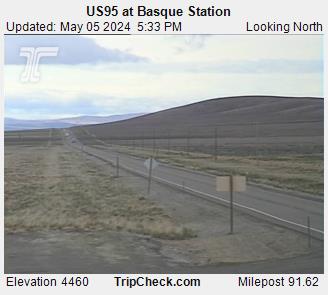 US95 at Basque Station
Updated: May 05 2024 5:33 PM Looking North
Elevation 4460 TripCheck.com Milepost 91.62